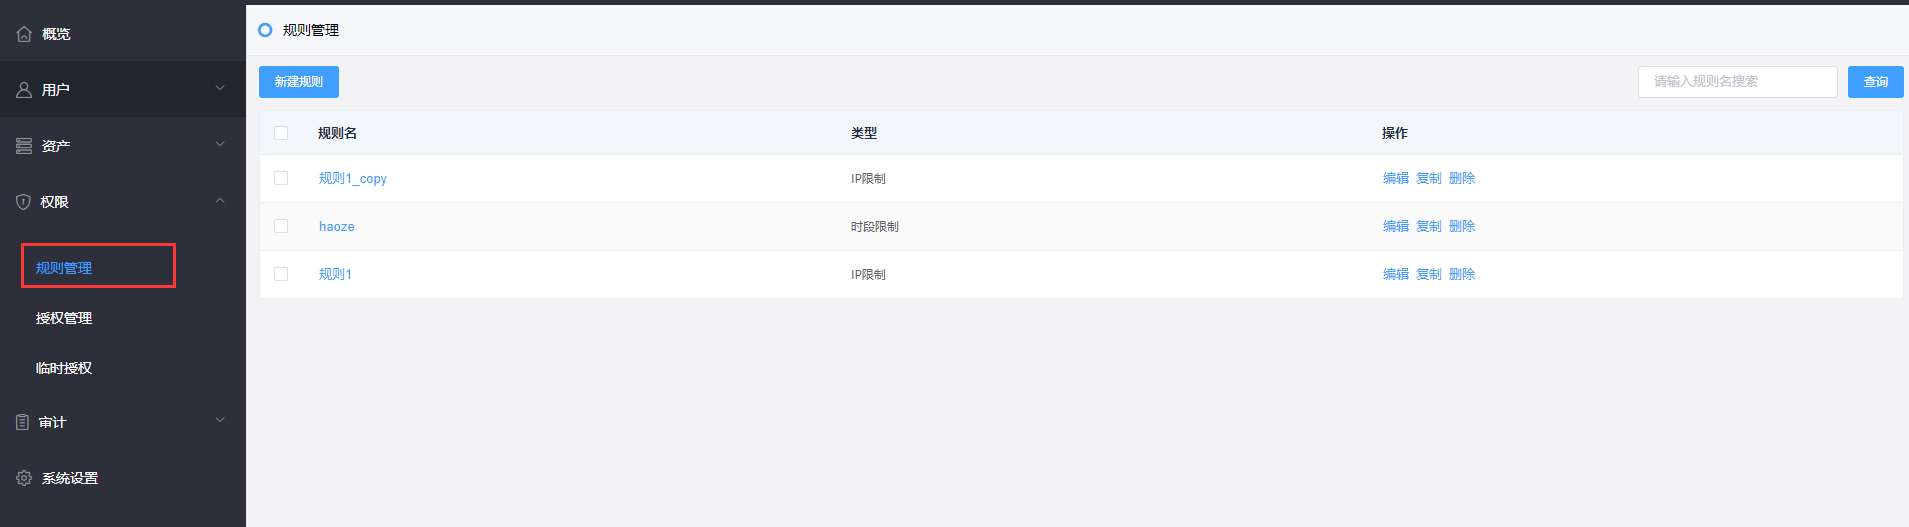 概览
用户
资产
权限
规则管理
授权管理
临时授权
审计
系统设置
规则管理
新建规则
请输入规则名搜索 查询
规则名 类型 操作
规则1_copy IP限制 编辑 复制 删除
haoze 时段限制 编辑 复制 删除
规则1 IP限制 编辑 复制 删除